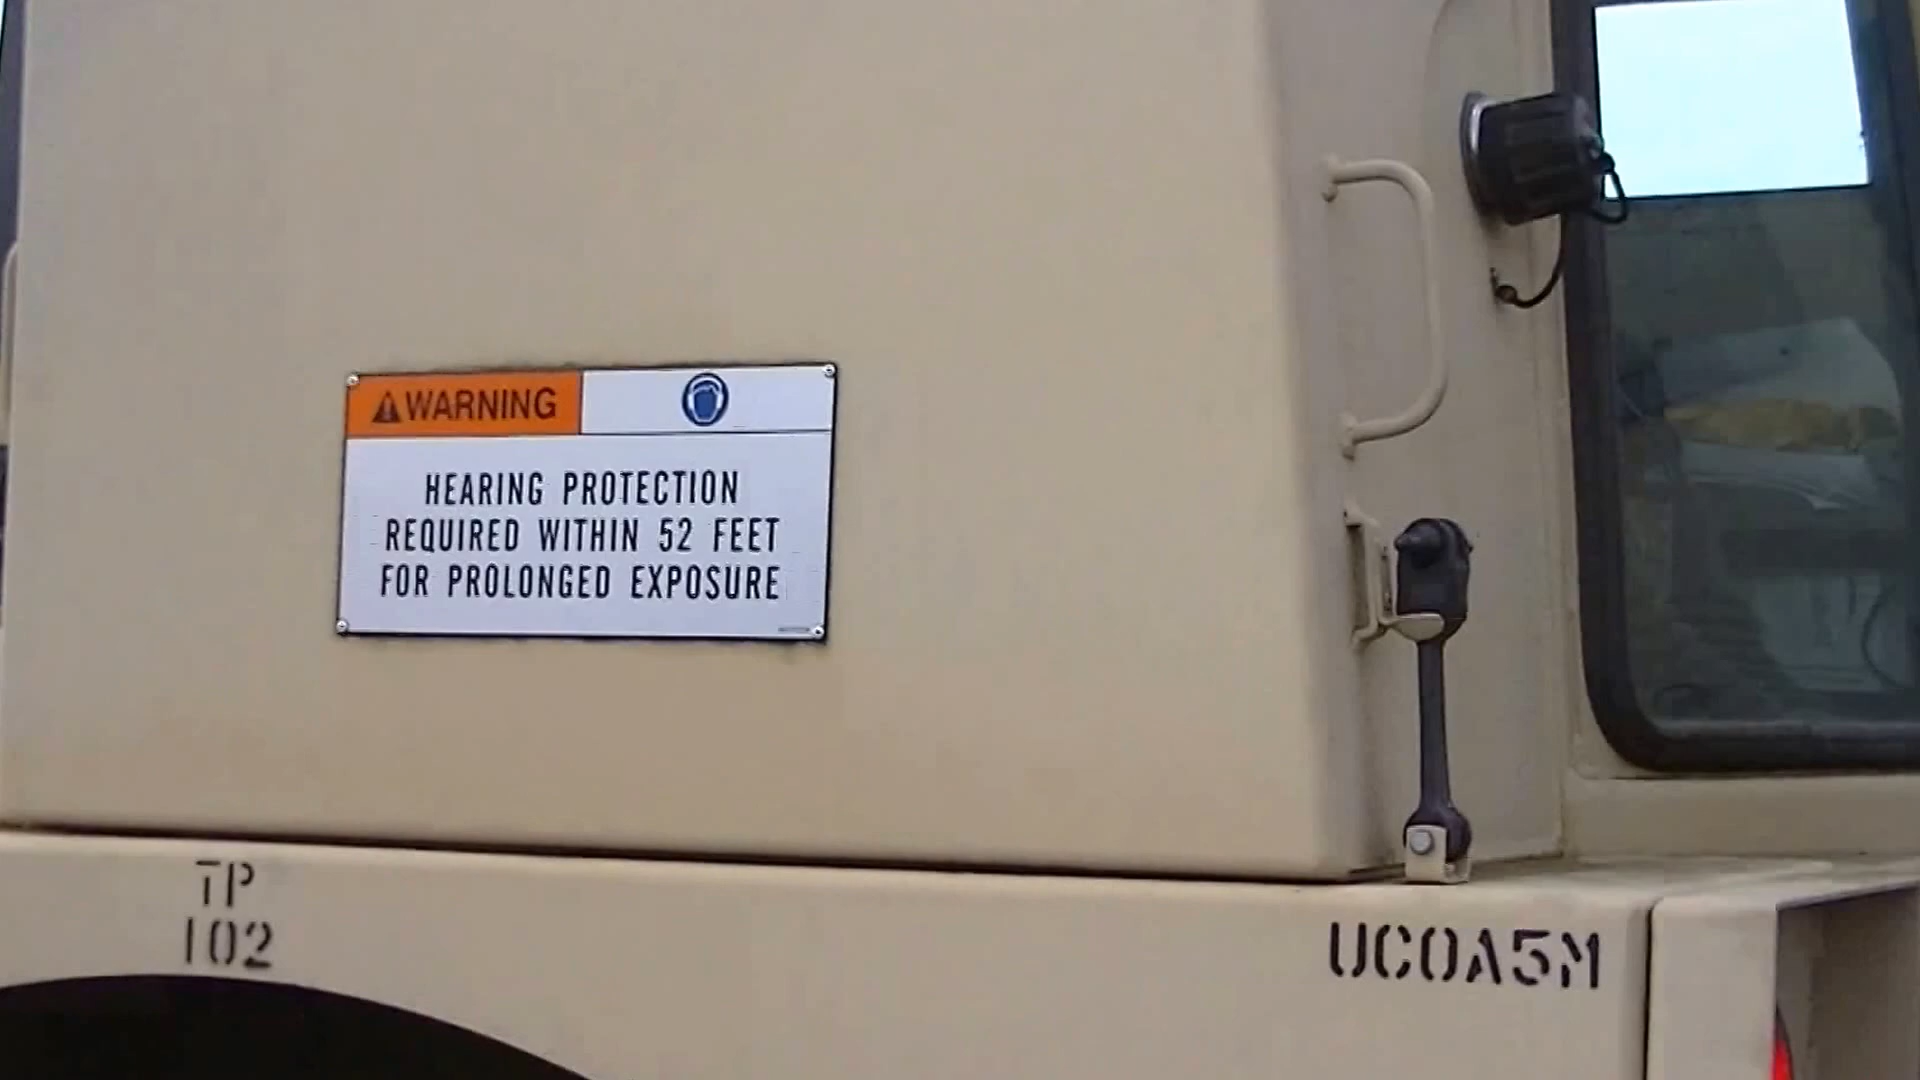 WARNING
HEARING PROTECTION
REQUIRED WITHIN 52 FEET
FOR PROLONGED EXPOSURE
TP
102
UC0A5M